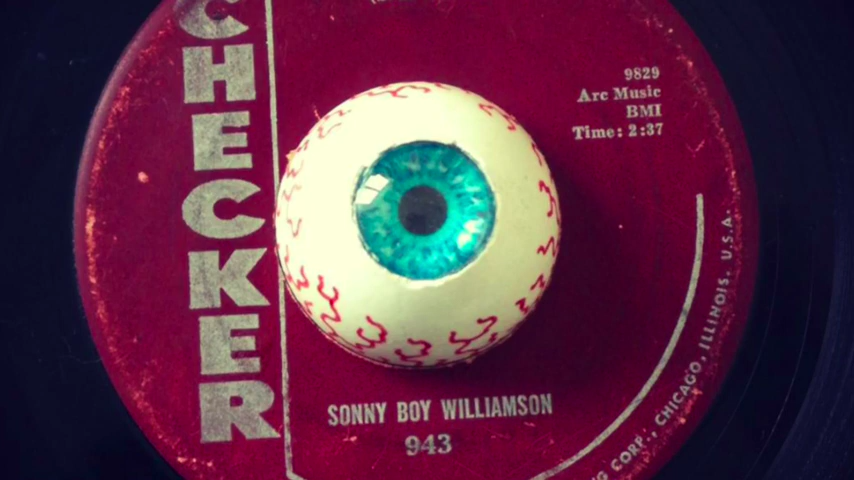 CHECKER
9829
Arc Music
BMI
Time: 2:37
SONNY BOY WILLIAMSON
943
CORP., CHICAGO, ILLINOIS, U.S.A.